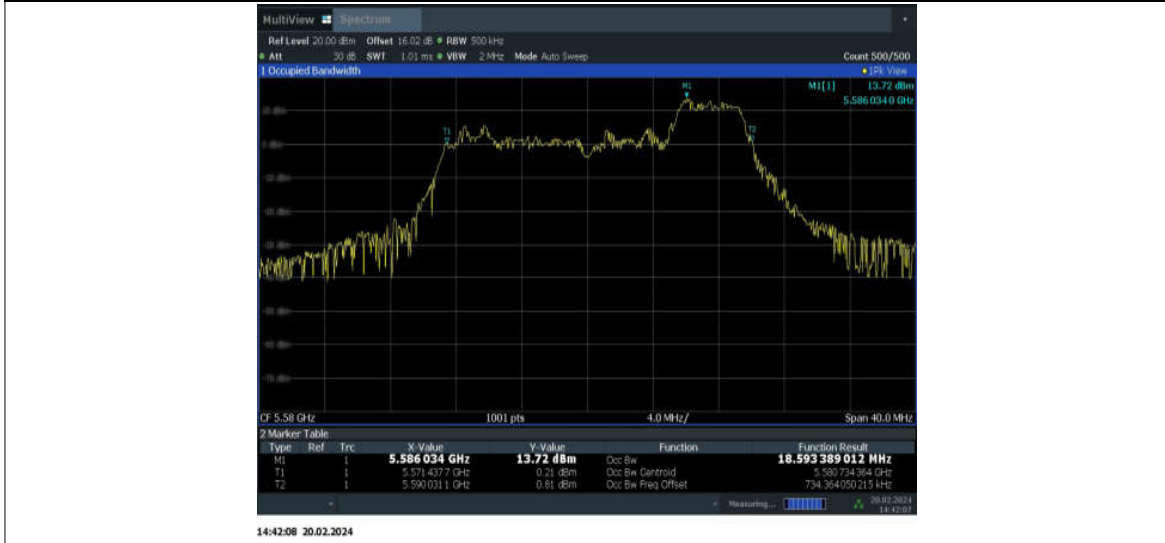 MultiView Spectrum
Ref Level 20.00 dBm Offset 16.02 dB RBW 500 kHz
Att 30 dB SWT 1.01 ms VBW 2 MHz Mode Auto Sweep Count 500/500
1 Occupied Bandwidth 1Pk View
M1[1] 13.72 dBm
5.5860340 GHz
M1
T1
T2
CF 5.58 GHz 1001 pts 4.0 MHz/ Span 40.0 MHz
2 Marker Table
Type Ref Trc X-Value Y-Value Function Function Result
M1 1 5.586 034 GHz 13.72 dBm Occ Bw 18.593 389 012 MHz
T1 1 5.571 437 7 GHz 0.21 dBm Occ Bw Centroid 5.580 734 364 GHz
T2 1 5.590 031 1 GHz 0.81 dBm Occ Bw Freq Offset 734.364 050 215 kHz
Measuring... 20.02.2024
14:42:07
14:42:08 20.02.2024